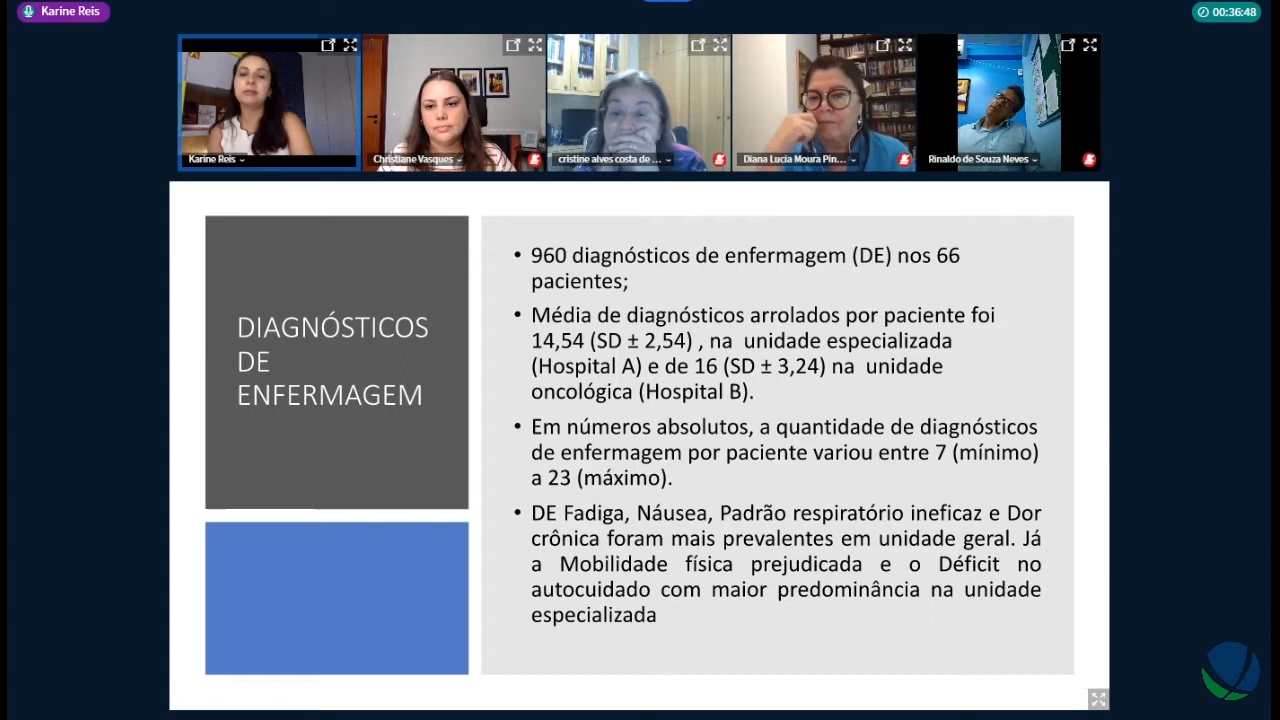 Karine Reis
00:36:48
Karine Reis
Christiane Vasques
cristine alves costa de ...
Diana Lucia Moura Pin...
Rinaldo de Souza Neves
DIAGNÓSTICOS
DE
ENFERMAGEM
• 960 diagnósticos de enfermagem (DE) nos 66
pacientes;
• Média de diagnósticos arrolados por paciente foi
14,54 (SD ± 2,54) , na unidade especializada
(Hospital A) e de 16 (SD ± 3,24) na unidade
oncológica (Hospital B).
• Em números absolutos, a quantidade de diagnósticos
de enfermagem por paciente variou entre 7 (mínimo)
a 23 (máximo).
• DE Fadiga, Náusea, Padrão respiratório ineficaz e Dor
crônica foram mais prevalentes em unidade geral. Já
a Mobilidade física prejudicada e o Déficit no
autocuidado com maior predominância na unidade
especializada